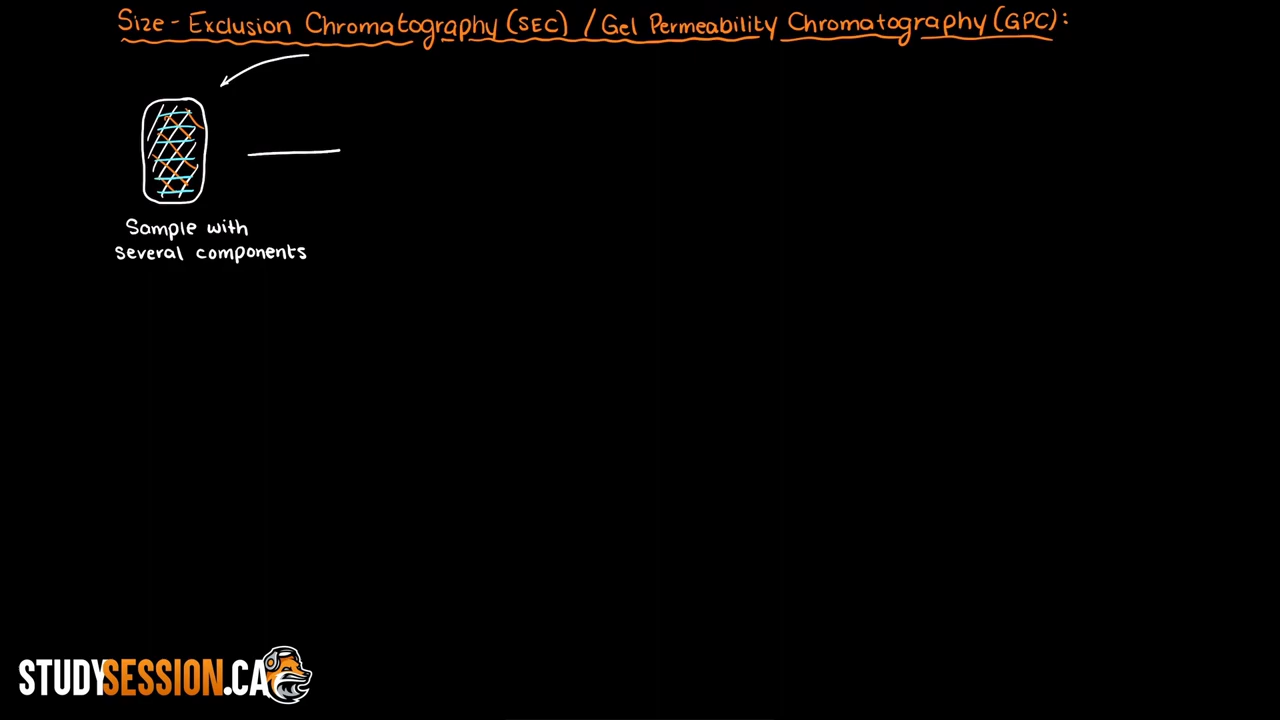 Size - Exclusion Chromatography (SEC) / Gel Permeability Chromatography (GPC):
Sample with
several components
STUDYSESSION.CA